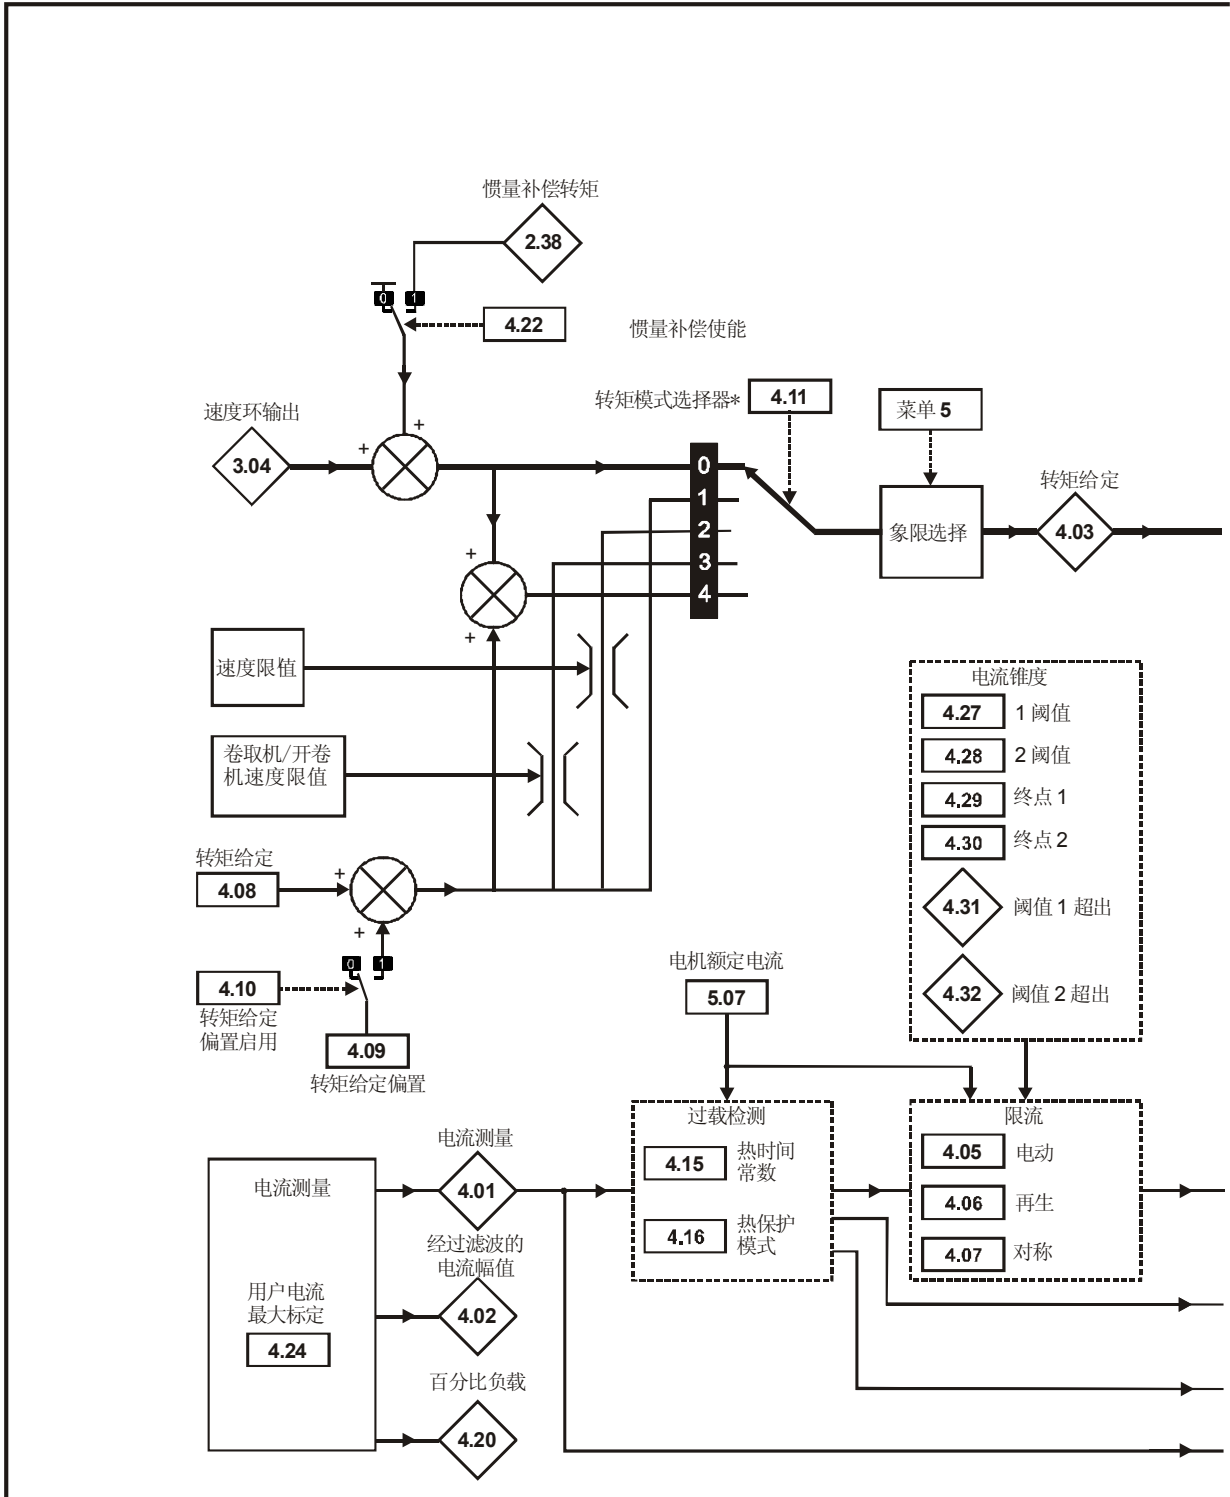 惯量补偿转矩
2.38
0 1
4.22
惯量补偿使能
转矩模式选择器*
4.11
菜单 5
速度环输出
+
+
3.04
0
1
2
3
4
象限选择
转矩给定
4.03
+
+
速度限值
卷取机/开卷
机速度限值
电流锥度
4.27 1 阈值
4.28 2 阈值
4.29 终点 1
4.30 终点 2
4.31 阈值 1 超出
4.32 阈值 2 超出
转矩给定
4.08
+
+
0 1
4.10
转矩给定
偏置启用
4.09
转矩给定偏置
电机额定电流
5.07
过载检测
4.15 热时间
常数
4.16 热保护
模式
限流
4.05 电动
4.06 再生
4.07 对称
电流测量
用户电流
最大标定
4.24
电流测量
4.01
经过滤波的
电流幅值
4.02
百分比负载
4.20